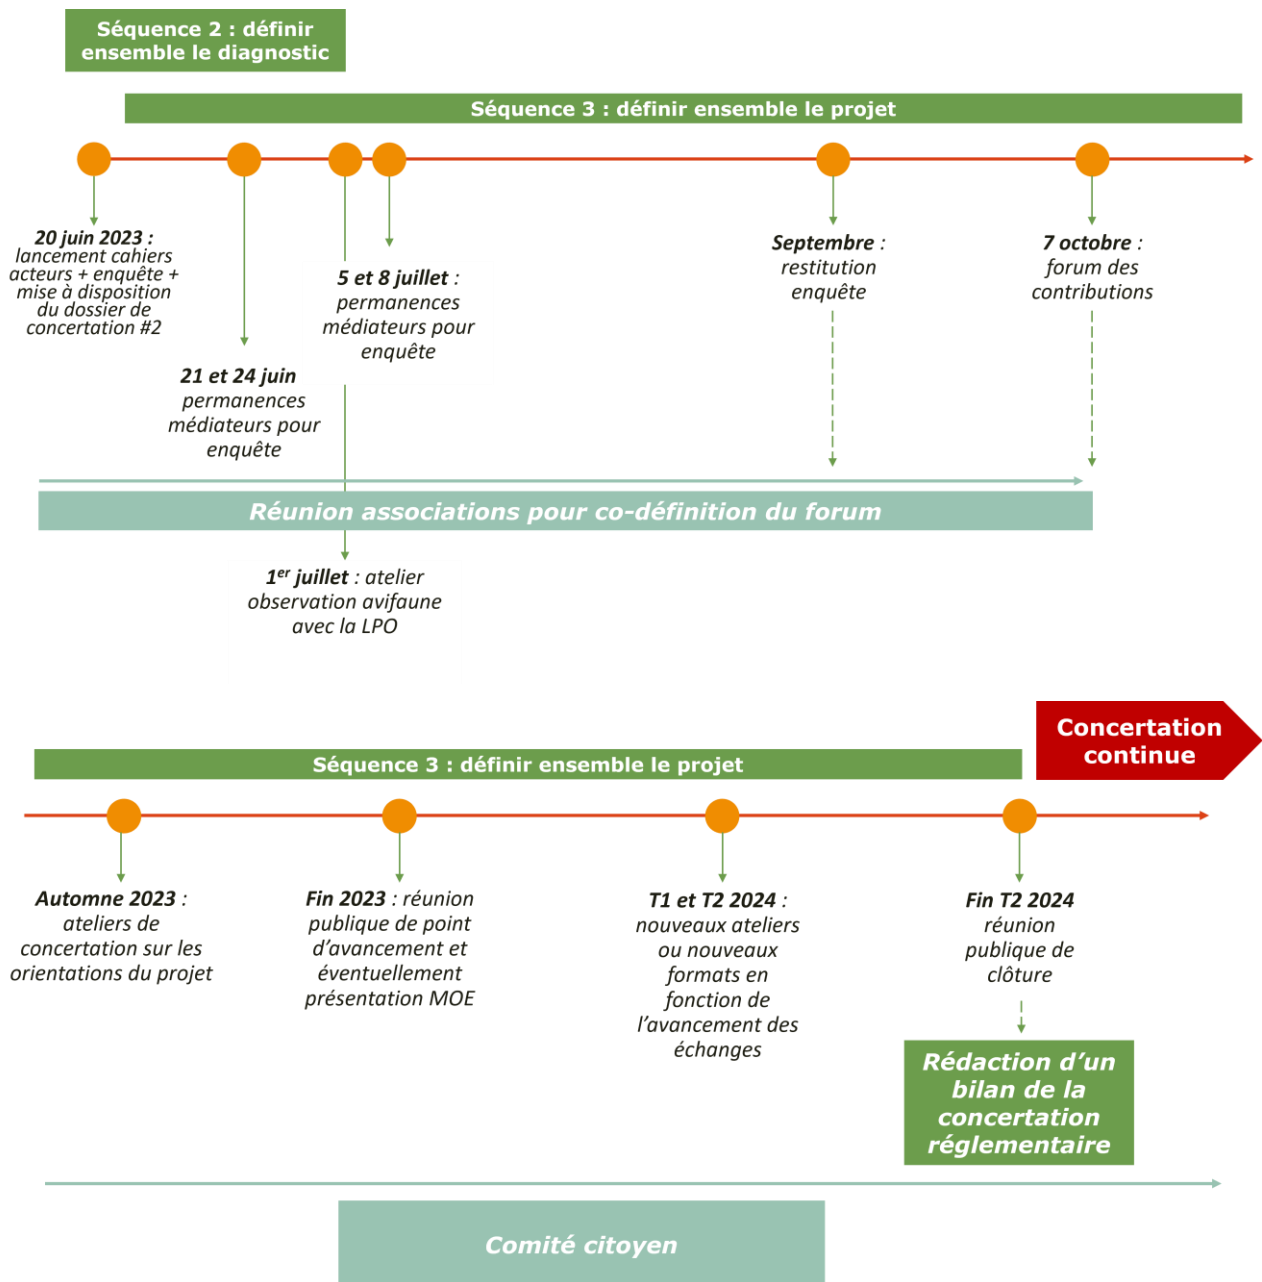 Séquence 2 : définir
ensemble le diagnostic
Séquence 3 : définir ensemble le projet
20 juin 2023 :
lancement cahiers
acteurs + enquête +
mise à disposition
du dossier de
concertation #2
21 et 24 juin
permanences
médiateurs pour
enquête
5 et 8 juillet :
permanences
médiateurs pour
enquête
Septembre :
restitution
enquête
7 octobre :
forum des
contributions
Réunion associations pour co-définition du forum
1er juillet : atelier
observation avifaune
avec la LPO
Concertation
continue
Séquence 3 : définir ensemble le projet
Automne 2023 :
ateliers de
concertation sur les
orientations du projet
Fin 2023 : réunion
publique de point
d’avancement et
éventuellement
présentation MOE
T1 et T2 2024 :
nouveaux ateliers
ou nouveaux
formats en
fonction de
l’avancement des
échanges
Fin T2 2024
réunion
publique de
clôture
Rédaction d’un
bilan de la
concertation
réglementaire
Comité citoyen